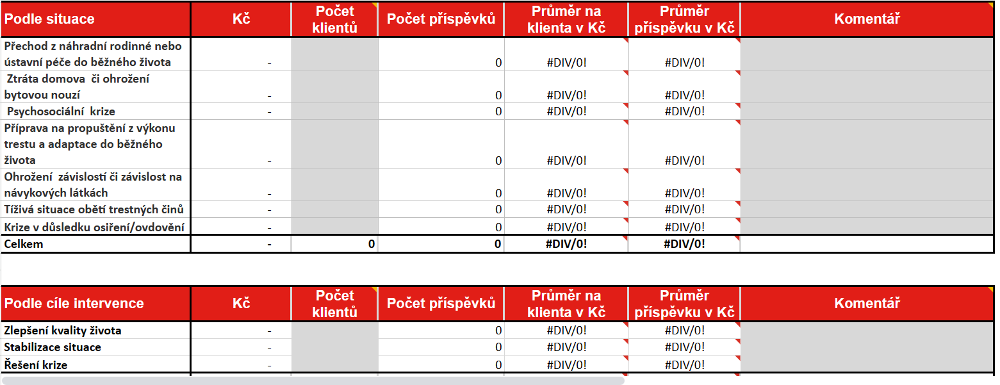 Podle situace Kč Počet klientů Počet příspěvků Průměr na klienta v Kč Průměr příspěvku v Kč Komentář
Přechod z náhradní rodinné nebo
ústavní péče do běžného života - 0 #DIV/0! #DIV/0!
Ztráta domova či ohrožení
bytovou nouzí - 0 #DIV/0! #DIV/0!
Psychosociální krize - 0 #DIV/0! #DIV/0!
Příprava na propuštění z výkonu
trestu a adaptace do běžného
života - 0 #DIV/0! #DIV/0!
Ohrožení závislostí či závislost na
návykových látkách - 0 #DIV/0! #DIV/0!
Tíživá situace obětí trestných činů - 0 #DIV/0! #DIV/0!
Krize v důsledku osiření/ovdovění - 0 #DIV/0! #DIV/0!
Celkem - 0 0 #DIV/0! #DIV/0!
Podle cíle intervence Kč Počet klientů Počet příspěvků Průměr na klienta v Kč Průměr příspěvku v Kč Komentář
Zlepšení kvality života - 0 #DIV/0! #DIV/0!
Stabilizace situace - 0 #DIV/0! #DIV/0!
Řešení krize - 0 #DIV/0! #DIV/0!